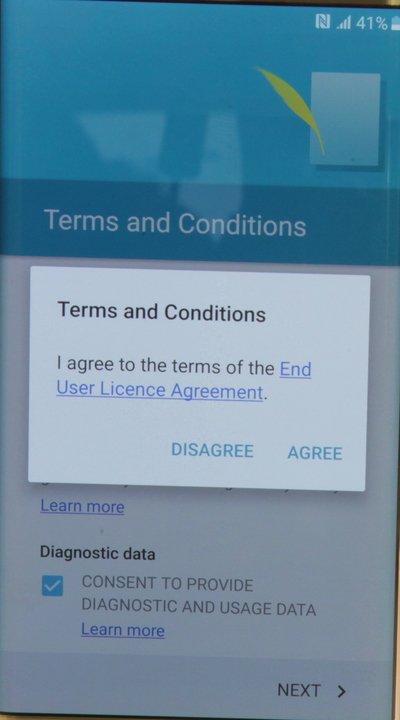 41%
Terms and Conditions
Terms and Conditions
I agree to the terms of the End
User Licence Agreement.
DISAGREE AGREE
Learn more
Diagnostic data
CONSENT TO PROVIDE
DIAGNOSTIC AND USAGE DATA
Learn more
NEXT